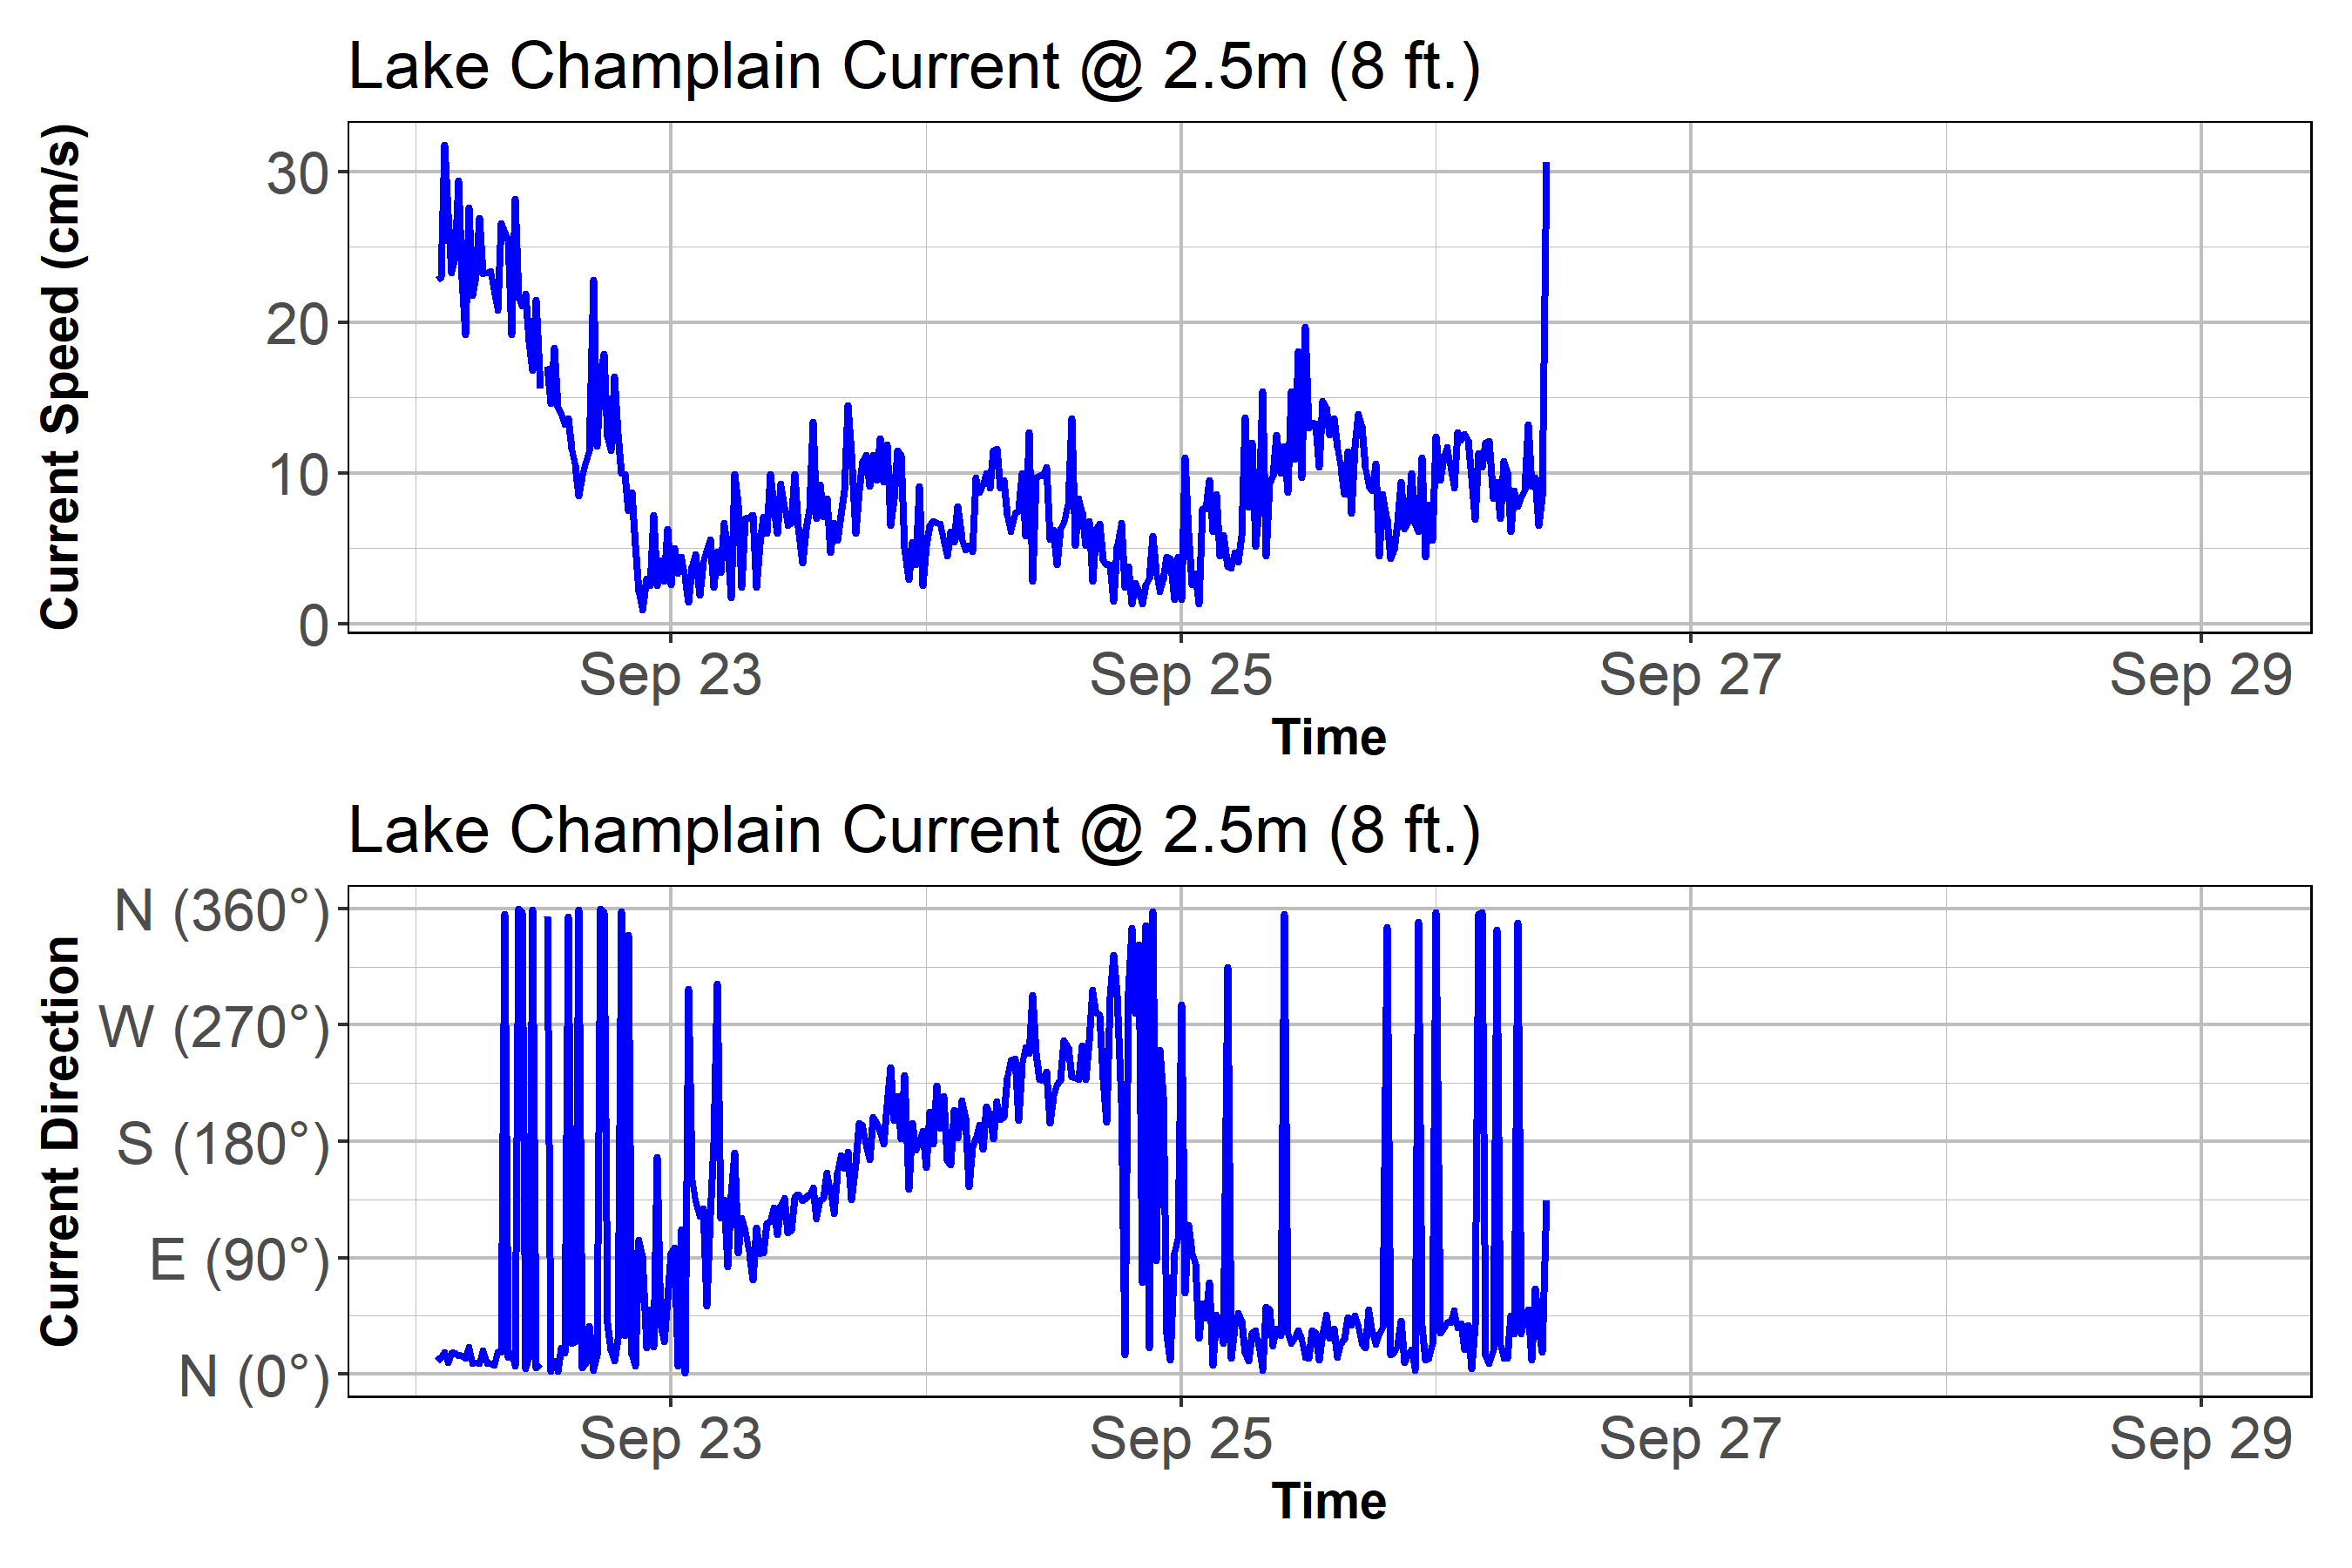 Lake Champlain Current @ 2.5m (8 ft.)
Current Speed (cm/s)
30
20
10
0
Sep 23 Sep 25 Sep 27 Sep 29
Time
Lake Champlain Current @ 2.5m (8 ft.)
Current Direction
N (360°)
W (270°)
S (180°)
E (90°)
N (0°)
Sep 23 Sep 25 Sep 27 Sep 29
Time